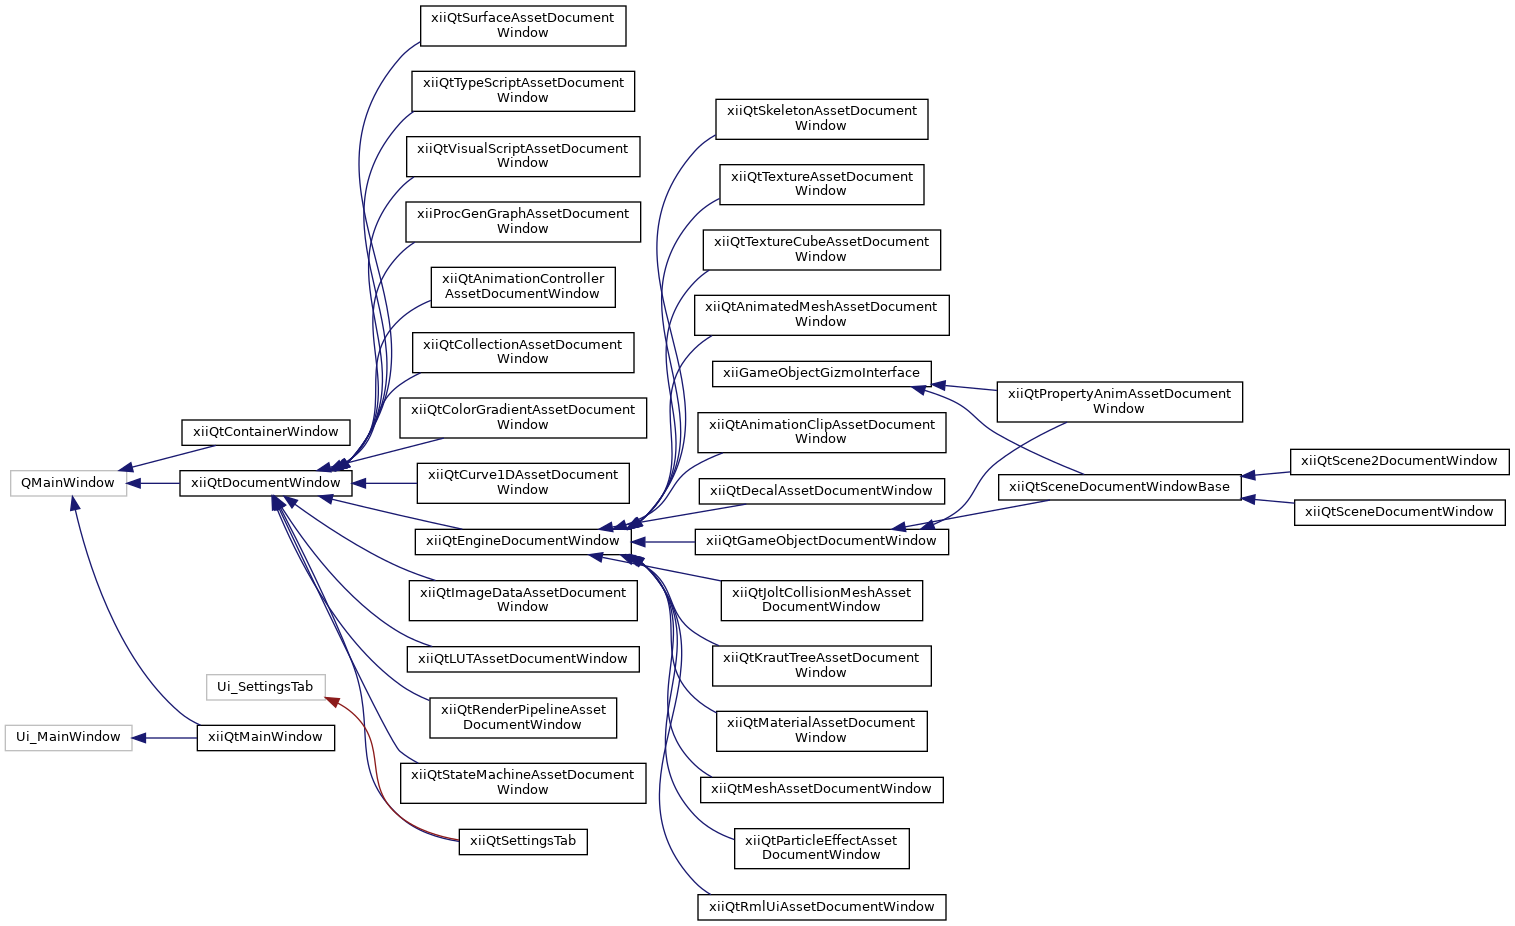 xiiQtSurfaceAssetDocument
Window
xiiQtTypeScriptAssetDocument
Window
xiiQtVisualScriptAssetDocument
Window
xiiProcGenGraphAssetDocument
Window
xiiQtAnimationController
AssetDocumentWindow
xiiQtCollectionAssetDocument
Window
xiiQtContainerWindow
xiiQtColorGradientAssetDocument
Window
QMainWindow
xiiQtDocumentWindow
xiiQtCurve1DAssetDocument
Window
xiiQtEngineDocumentWindow
xiiQtImageDataAssetDocument
Window
xiiQtLUTAssetDocumentWindow
Ui_SettingsTab
xiiQtRenderPipelineAsset
DocumentWindow
Ui_MainWindow
xiiQtMainWindow
xiiQtStateMachineAssetDocument
Window
xiiQtSettingsTab
xiiQtSkeletonAssetDocument
Window
xiiQtTextureAssetDocument
Window
xiiQtTextureCubeAssetDocument
Window
xiiQtAnimatedMeshAssetDocument
Window
xiiGameObjectGizmoInterface
xiiQtAnimationClipAssetDocument
Window
xiiQtDecalAssetDocumentWindow
xiiQtGameObjectDocumentWindow
xiiQtJoltCollisionMeshAsset
DocumentWindow
xiiQtKrautTreeAssetDocument
Window
xiiQtMaterialAssetDocument
Window
xiiQtMeshAssetDocumentWindow
xiiQtParticleEffectAsset
DocumentWindow
xiiQtRmlUiAssetDocumentWindow
xiiQtPropertyAnimAssetDocument
Window
xiiQtSceneDocumentWindowBase
xiiQtScene2DocumentWindow
xiiQtSceneDocumentWindow